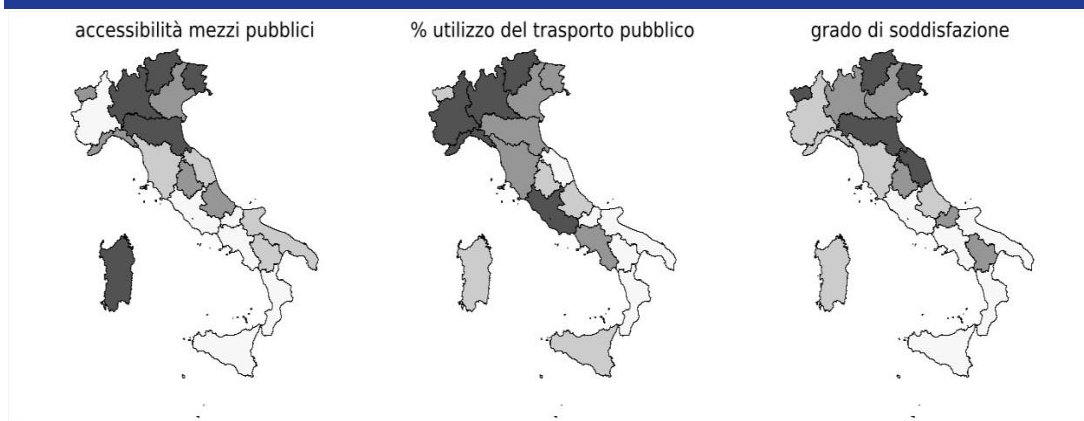 accessibilità mezzi pubblici
% utilizzo del trasporto pubblico
grado di soddisfazione